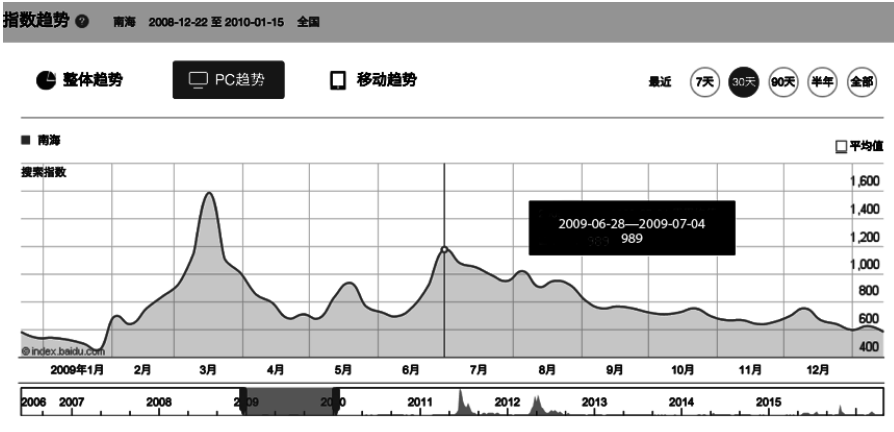 指数趋势 ? 南海 2008-12-22 至 2010-01-15 全国
整体趋势 PC趋势 移动趋势 最近 7天 30天 90天 半年 全部
南海 平均值
搜索指数
1,600
1,400
1,200
1,000
800
600
400
2009-06-28—2009-07-04
989
© index.baidu.com
2009年1月 2月 3月 4月 5月 6月 7月 8月 9月 10月 11月 12月
2006 2007 2008 2009 2010 2011 2012 2013 2014 2015